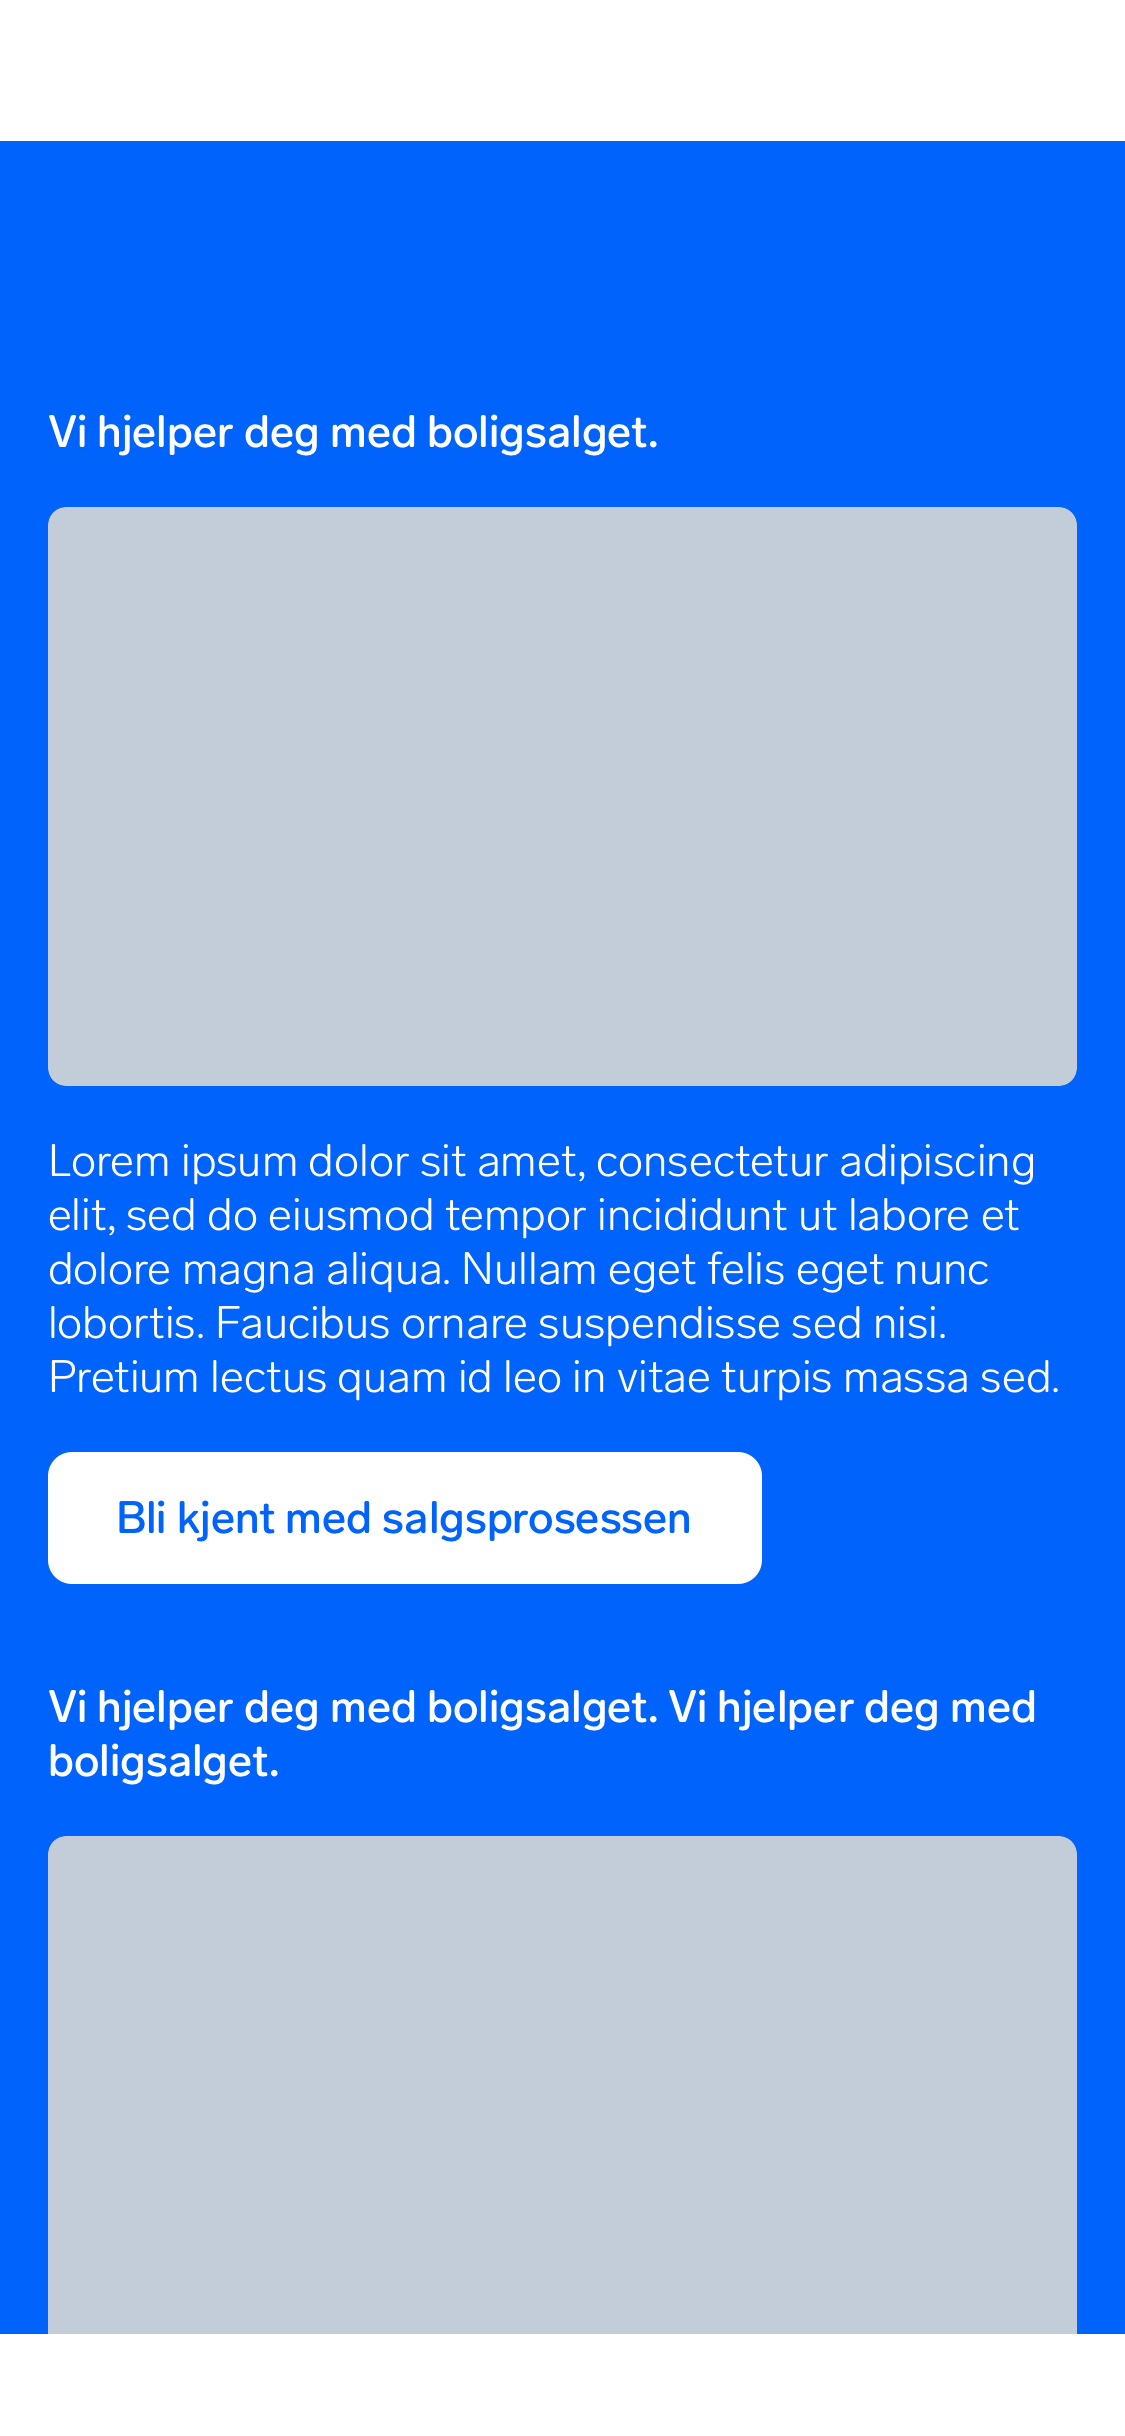 Vi hjelper deg med boligsalget.
Lorem ipsum dolor sit amet, consectetur adipiscing
elit, sed do eiusmod tempor incididunt ut labore et
dolore magna aliqua. Nullam eget felis eget nunc
lobortis. Faucibus ornare suspendisse sed nisi.
Pretium lectus quam id leo in vitae turpis massa sed.
Bli kjent med salgsprosessen
Vi hjelper deg med boligsalget. Vi hjelper deg med
boligsalget.